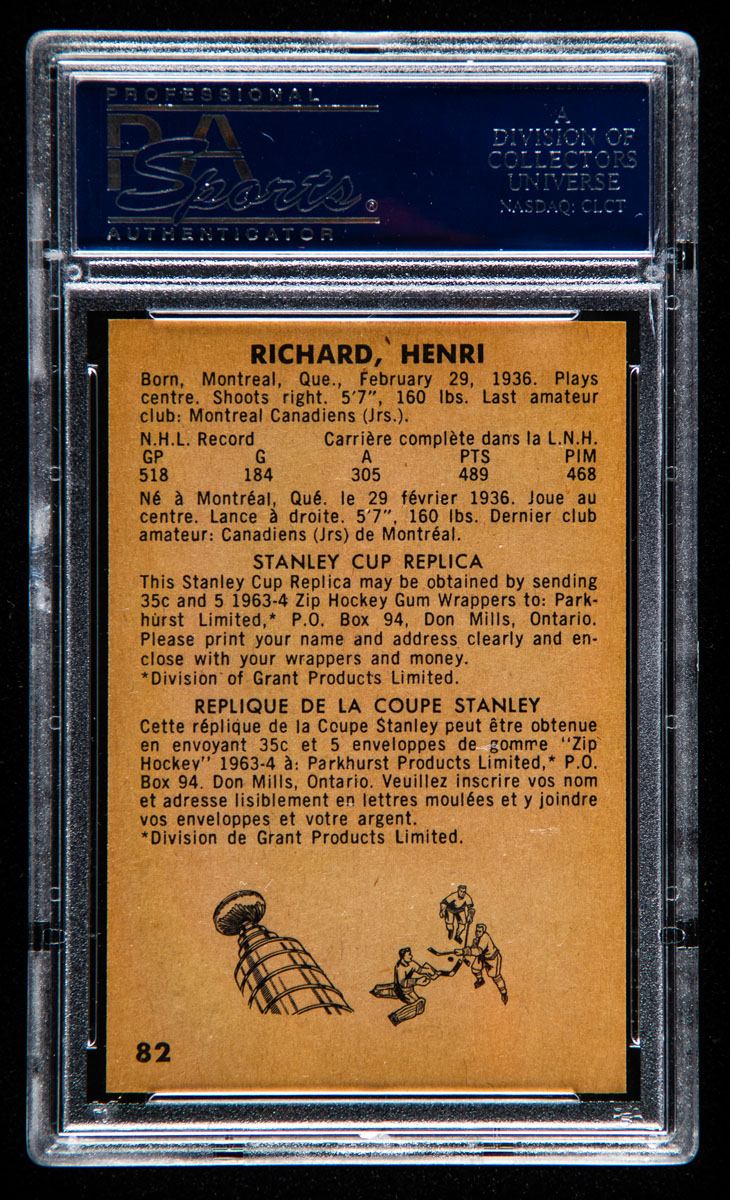 PROFESSIONAL
PSA
Sports®
AUTHENTICATOR
A
DIVISION OF
COLLECTORS
UNIVERSE
NASDAQ: CLCT
RICHARD, HENRI
Born, Montreal, Que., February 29, 1936. Plays
centre. Shoots right. 5'7", 160 lbs. Last amateur
club: Montreal Canadiens (Jrs.).
N.H.L. Record Carrière complète dans la L.N.H.
GP G A PTS PIM
518 184 305 489 468
Né à Montréal, Qué. le 29 février 1936. Joue au
centre. Lance à droite. 5'7", 160 lbs. Dernier club
amateur: Canadiens (Jrs) de Montréal.
STANLEY CUP REPLICA
This Stanley Cup Replica may be obtained by sending
35c and 5 1963-4 Zip Hockey Gum Wrappers to: Park-
hurst Limited,* P.O. Box 94, Don Mills, Ontario.
Please print your name and address clearly and en-
close with your wrappers and money.
*Division of Grant Products Limited.
REPLIQUE DE LA COUPE STANLEY
Cette réplique de la Coupe Stanley peut être obtenue
en envoyant 35c et 5 enveloppes de gomme "Zip
Hockey" 1963-4 à: Parkhurst Products Limited,* P.O.
Box 94. Don Mills, Ontario. Veuillez inscrire vos nom
et adresse lisiblement en lettres moulées et y joindre
vos enveloppes et votre argent.
*Division de Grant Products Limited.
82